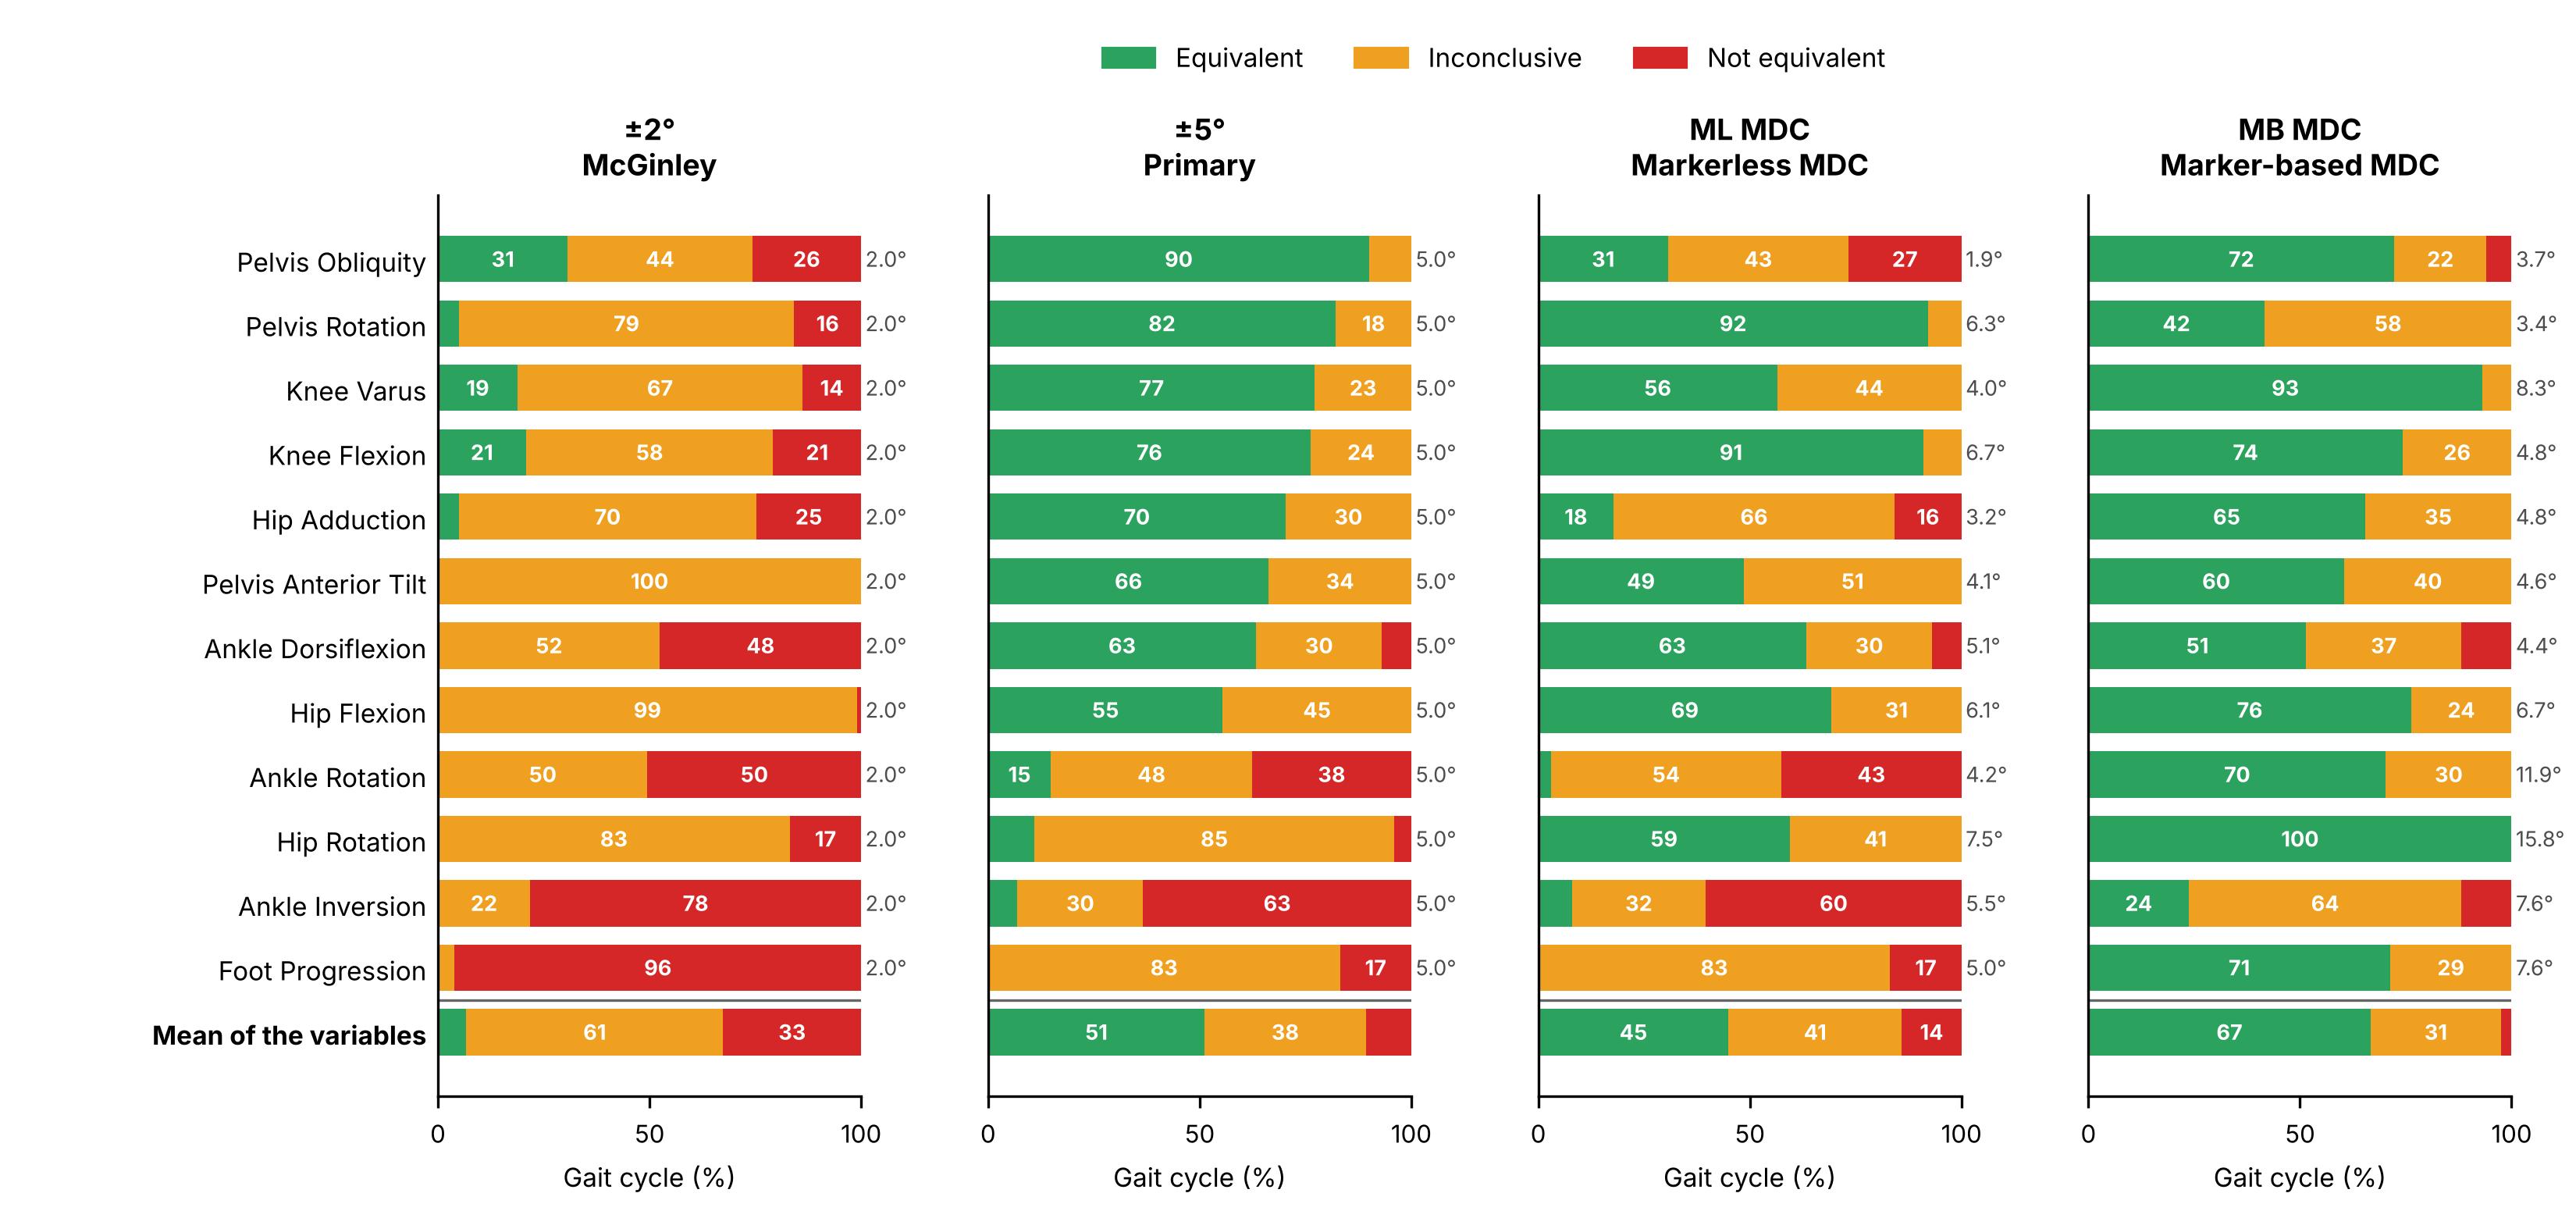 Equivalent Inconclusive Not equivalent
±2° ±5° ML MDC MB MDC
McGinley Primary Markerless MDC Marker-based MDC
Pelvis Obliquity 31 44 26 2.0° 90 5.0° 31 43 27 1.9° 72 22 3.7°
Pelvis Rotation 79 16 2.0° 82 18 5.0° 92 6.3° 42 58 3.4°
Knee Varus 19 67 14 2.0° 77 23 5.0° 56 44 4.0° 93 8.3°
Knee Flexion 21 58 21 2.0° 76 24 5.0° 91 6.7° 74 26 4.8°
Hip Adduction 70 25 2.0° 70 30 5.0° 18 66 16 3.2° 65 35 4.8°
Pelvis Anterior Tilt 100 2.0° 66 34 5.0° 49 51 4.1° 60 40 4.6°
Ankle Dorsiflexion 52 48 2.0° 63 30 5.0° 63 30 5.1° 51 37 4.4°
Hip Flexion 99 2.0° 55 45 5.0° 69 31 6.1° 76 24 6.7°
Ankle Rotation 50 50 2.0° 15 48 38 5.0° 54 43 4.2° 70 30 11.9°
Hip Rotation 83 17 2.0° 85 5.0° 59 41 7.5° 100 15.8°
Ankle Inversion 22 78 2.0° 30 63 5.0° 32 60 5.5° 24 64 7.6°
Foot Progression 96 2.0° 83 17 5.0° 83 17 5.0° 71 29 7.6°
Mean of the variables 61 33 51 38 45 41 14 67 31
0 50 100 0 50 100 0 50 100 0 50 100
Gait cycle (%) Gait cycle (%) Gait cycle (%) Gait cycle (%)